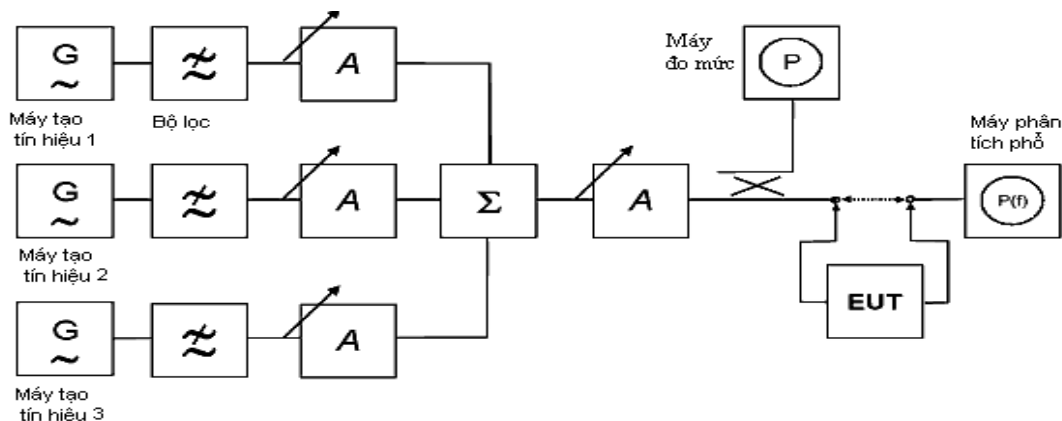 G
~
Máy tạo
tín hiệu 1
Bộ lọc
A
Máy
đo mức
P
Máy phân
tích phổ
P(f)
G
~
Máy tạo
tín hiệu 2
A
Σ
A
EUT
G
~
Máy tạo
tín hiệu 3
A